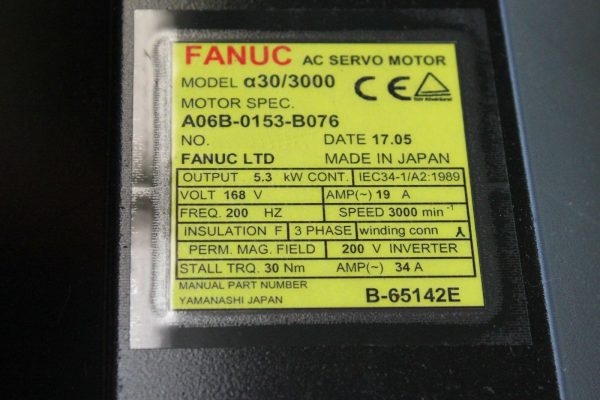 FANUC AC SERVO MOTOR
MODEL α30/3000
MOTOR SPEC.
A06B-0153-B076
NO. DATE 17.05
FANUC LTD MADE IN JAPAN
OUTPUT 5.3 kW CONT. IEC34-1/A2:1989
VOLT 168 V AMP(~) 19 A
FREQ. 200 HZ SPEED 3000 min⁻¹
INSULATION F 3 PHASE winding conn
PERM. MAG. FIELD 200 V INVERTER
STALL TRQ. 30 Nm AMP(~) 34 A
MANUAL PART NUMBER
YAMANASHI JAPAN B-65142E
CE